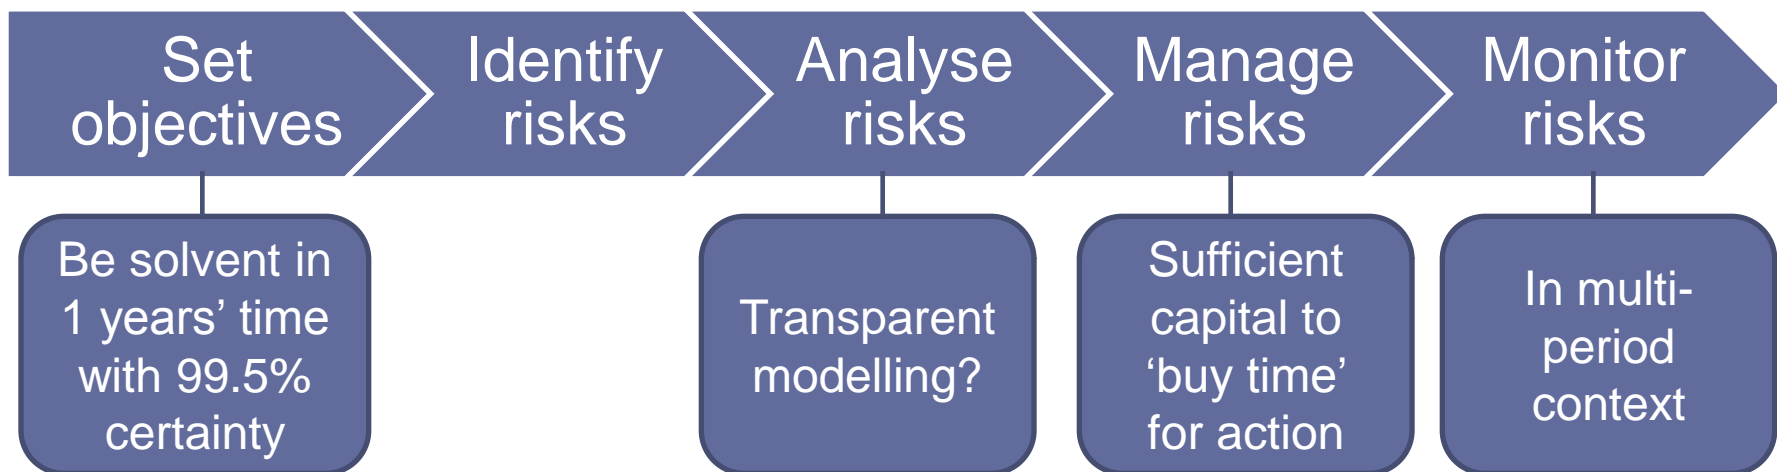 Set
objectives
Identify
risks
Analyse
risks
Manage
risks
Monitor
risks
Be solvent in
1 years’ time
with 99.5%
certainty
Transparent
modelling?
Sufficient
capital to
‘buy time’
for action
In multi-
period
context